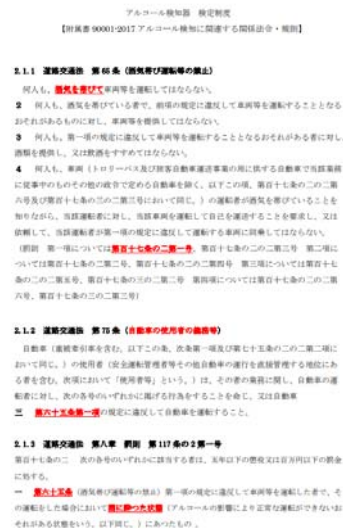 アルコール検知器 検定制度
【附属書 90001-2017 アルコール検知に関連する関係法令・規則】
2.1.1 道路交通法 第 65 条（酒気帯び運転等の禁止）
何人も、酒気を帯びて車両等を運転してはならない。
2 何人も、酒気を帯びている者で、前項の規定に違反して車両等を運転することとなる
おそれがあるものに対し、車両等を提供してはならない。
3 何人も、第一項の規定に違反して車両等を運転することとなるおそれがある者に対し、
酒類を提供し、又は飲酒をすすめてはならない。
4 何人も、車両（トロリーバス及び旅客自動車運送事業の用に供する自動車で当該業務
に従事中のものその他の政令で定める自動車を除く。以下この項、第百十七条の二の二第
六号及び第百十七条の三の二第三号において同じ。）の運転者が酒気を帯びていることを
知りながら、当該運転者に対し、当該車両を運転して自己を運送することを要求し、又は
依頼して、当該運転者が第一項の規定に違反して運転する車両に同乗してはならない。
（罰則 第一項については第百十七条の二第一号、第百十七条の二の二第三号 第二項に
ついては第百十七条の二第二号、第百十七条の二の二第四号 第三項については第百十七
条の二の二第五号、第百十七条の三の二第二号 第四項については第百十七条の二の二第
六号、第百十七条の三の二第三号）
2.1.2 道路交通法 第 75 条（自動車の使用者の義務等）
自動車（重被牽引車を含む。以下この条、次条第一項及び第七十五条の二の二第二項に
おいて同じ。）の使用者（安全運転管理者等その他自動車の運行を直接管理する地位にあ
る者を含む。次項において「使用者等」という。）は、その者の業務に関し、自動車の運
転者に対し、次の各号のいずれかに掲げる行為をすることを命じ、又は自動車
三 第六十五条第一項の規定に違反して自動車を運転すること。
2.1.3 道路交通法 第八章 罰則 第 117 条の 2 第一号
第百十七条の二 次の各号のいずれかに該当する者は、五年以下の懲役又は百万円以下の罰金
に処する。
一 第六十五条（酒気帯び運転等の禁止）第一項の規定に違反して車両等を運転した者で、そ
の運転をした場合において酒に酔つた状態（アルコールの影響により正常な運転ができないお
それがある状態をいう。以下同じ。）にあつたもの